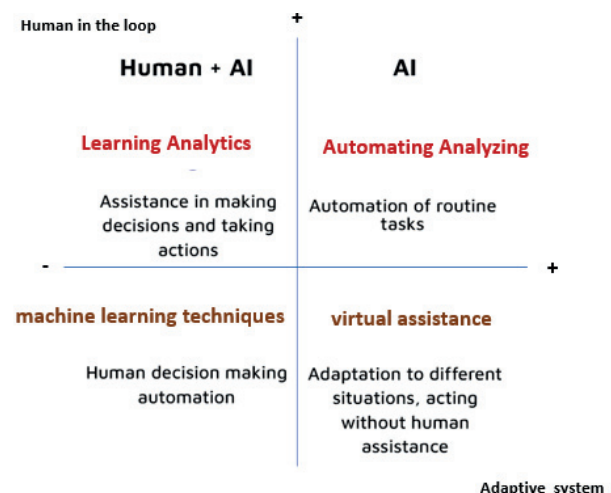 Human in the loop
+
Human + AI
AI
Learning Analytics
Automating Analyzing
Assistance in making
decisions and taking
actions
Automation of routine
tasks
-
+
machine learning techniques
virtual assistance
Human decision making
automation
Adaptation to different
situations, acting
without human
assistance
Adaptive system